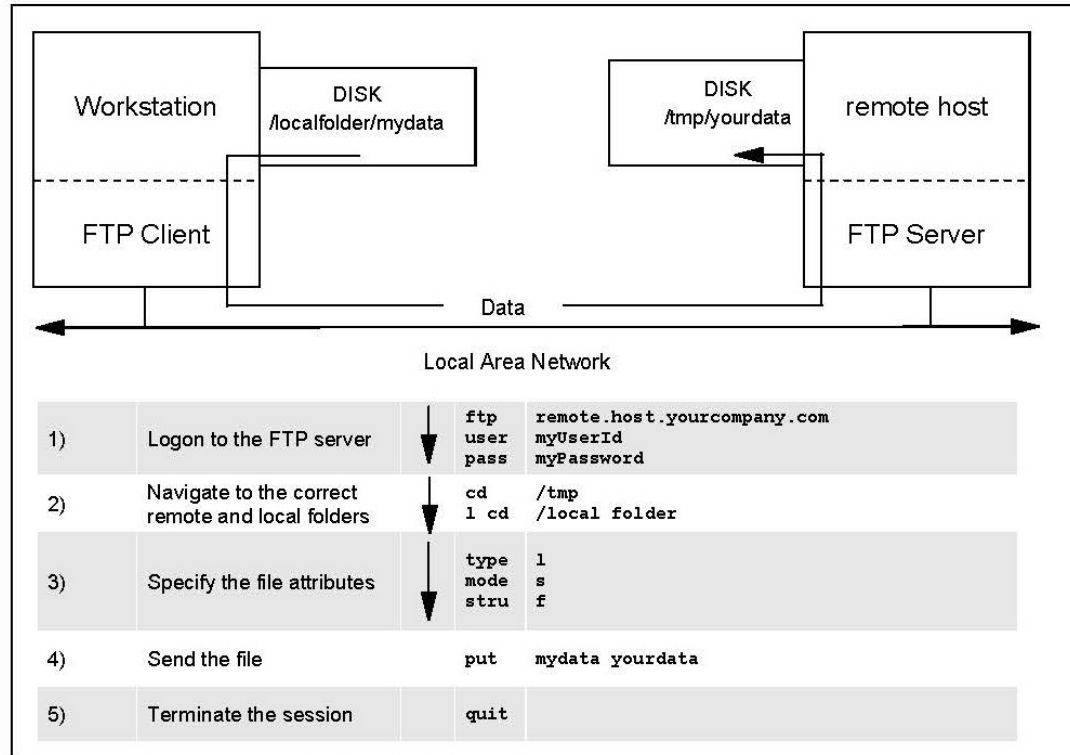 Workstation
DISK
/localfolder/mydata
DISK
/tmp/yourdata
remote host
FTP Client
FTP Server
Data
Local Area Network
1) Logon to the FTP server ftp remote.host.yourcompany.com
user myUserId
pass myPassword
2) Navigate to the correct remote and local folders cd /tmp
l cd /local folder
3) Specify the file attributes type l
mode s
stru f
4) Send the file put mydata yourdata
5) Terminate the session quit